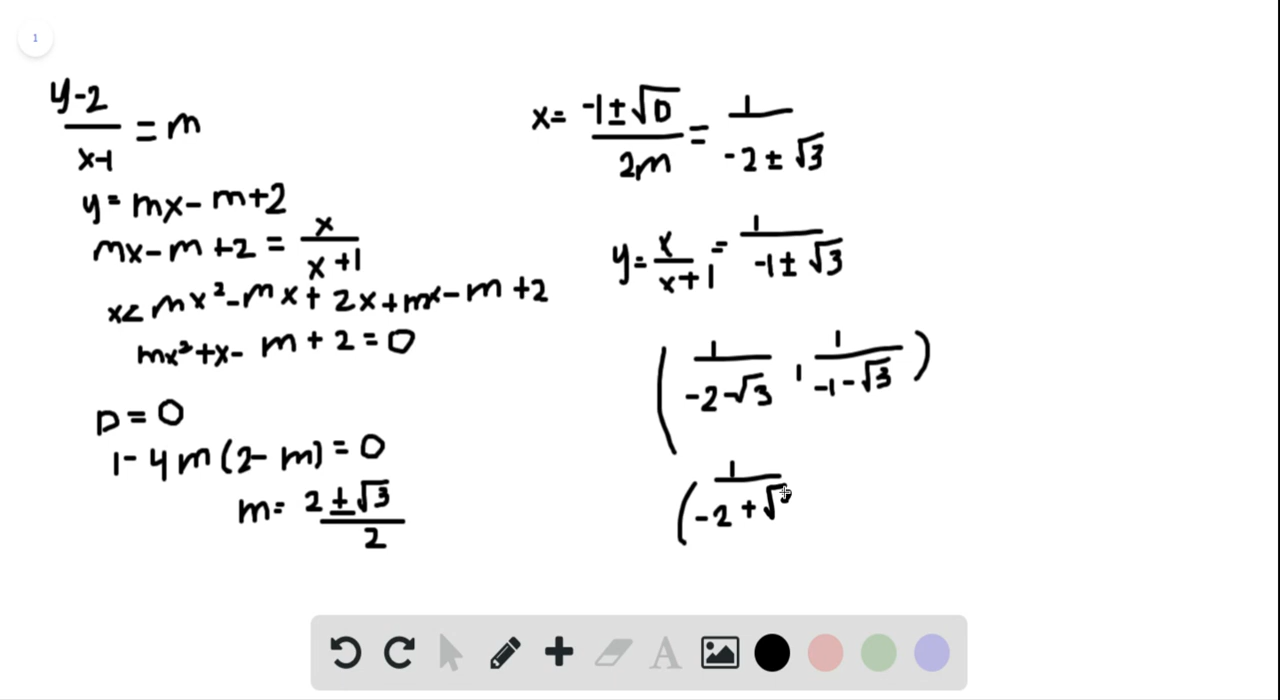 1
y-2/x-1 = m
y = mx - m+2
mx - m +2 = x/x+1
x< mx² - mx + 2x + mx - m +2
mx² + x - m + 2 = 0
D = 0
1 - 4m(2 - m) = 0
m = 2 ± √3/2
x = -1 ± √D/2m = 1/-2 ± √3
y = x/x+1 = 1/-1 ± √3
(1/-2 - √3 , 1/-1 - √3)
(1/-2 + √
A